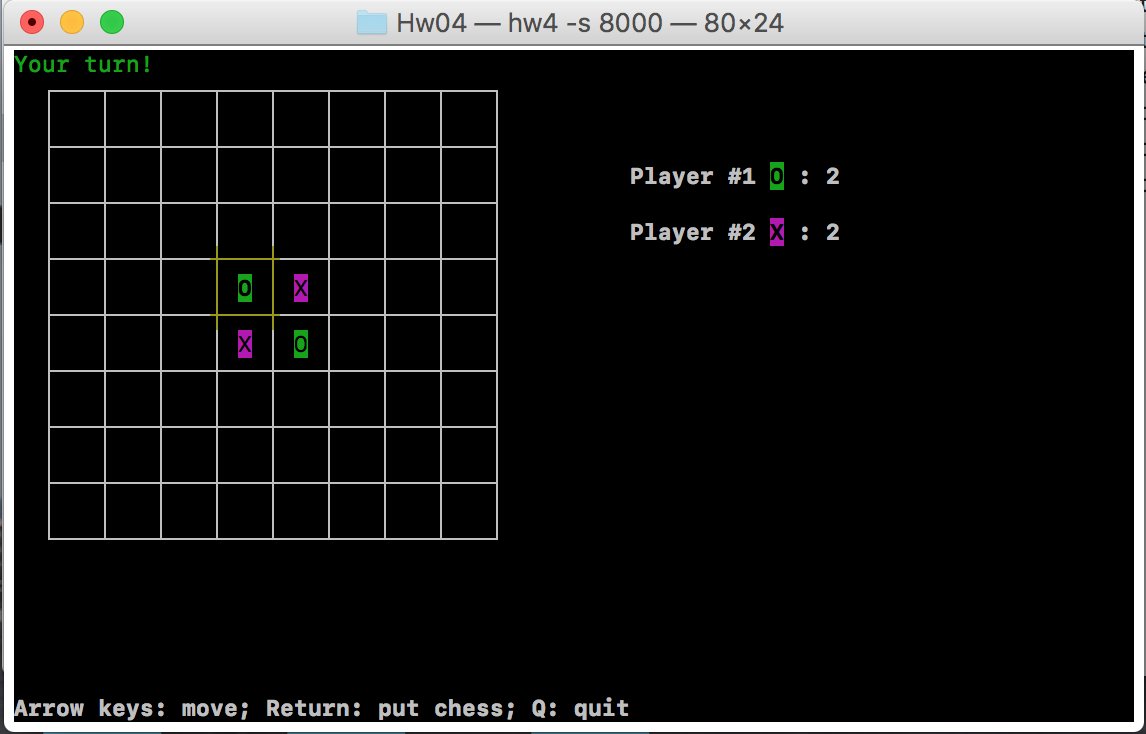 Hw04 — hw4 -s 8000 — 80×24
Your turn!
Player #1 O : 2
Player #2 X : 2
O X
X O
Arrow keys: move; Return: put chess; Q: quit